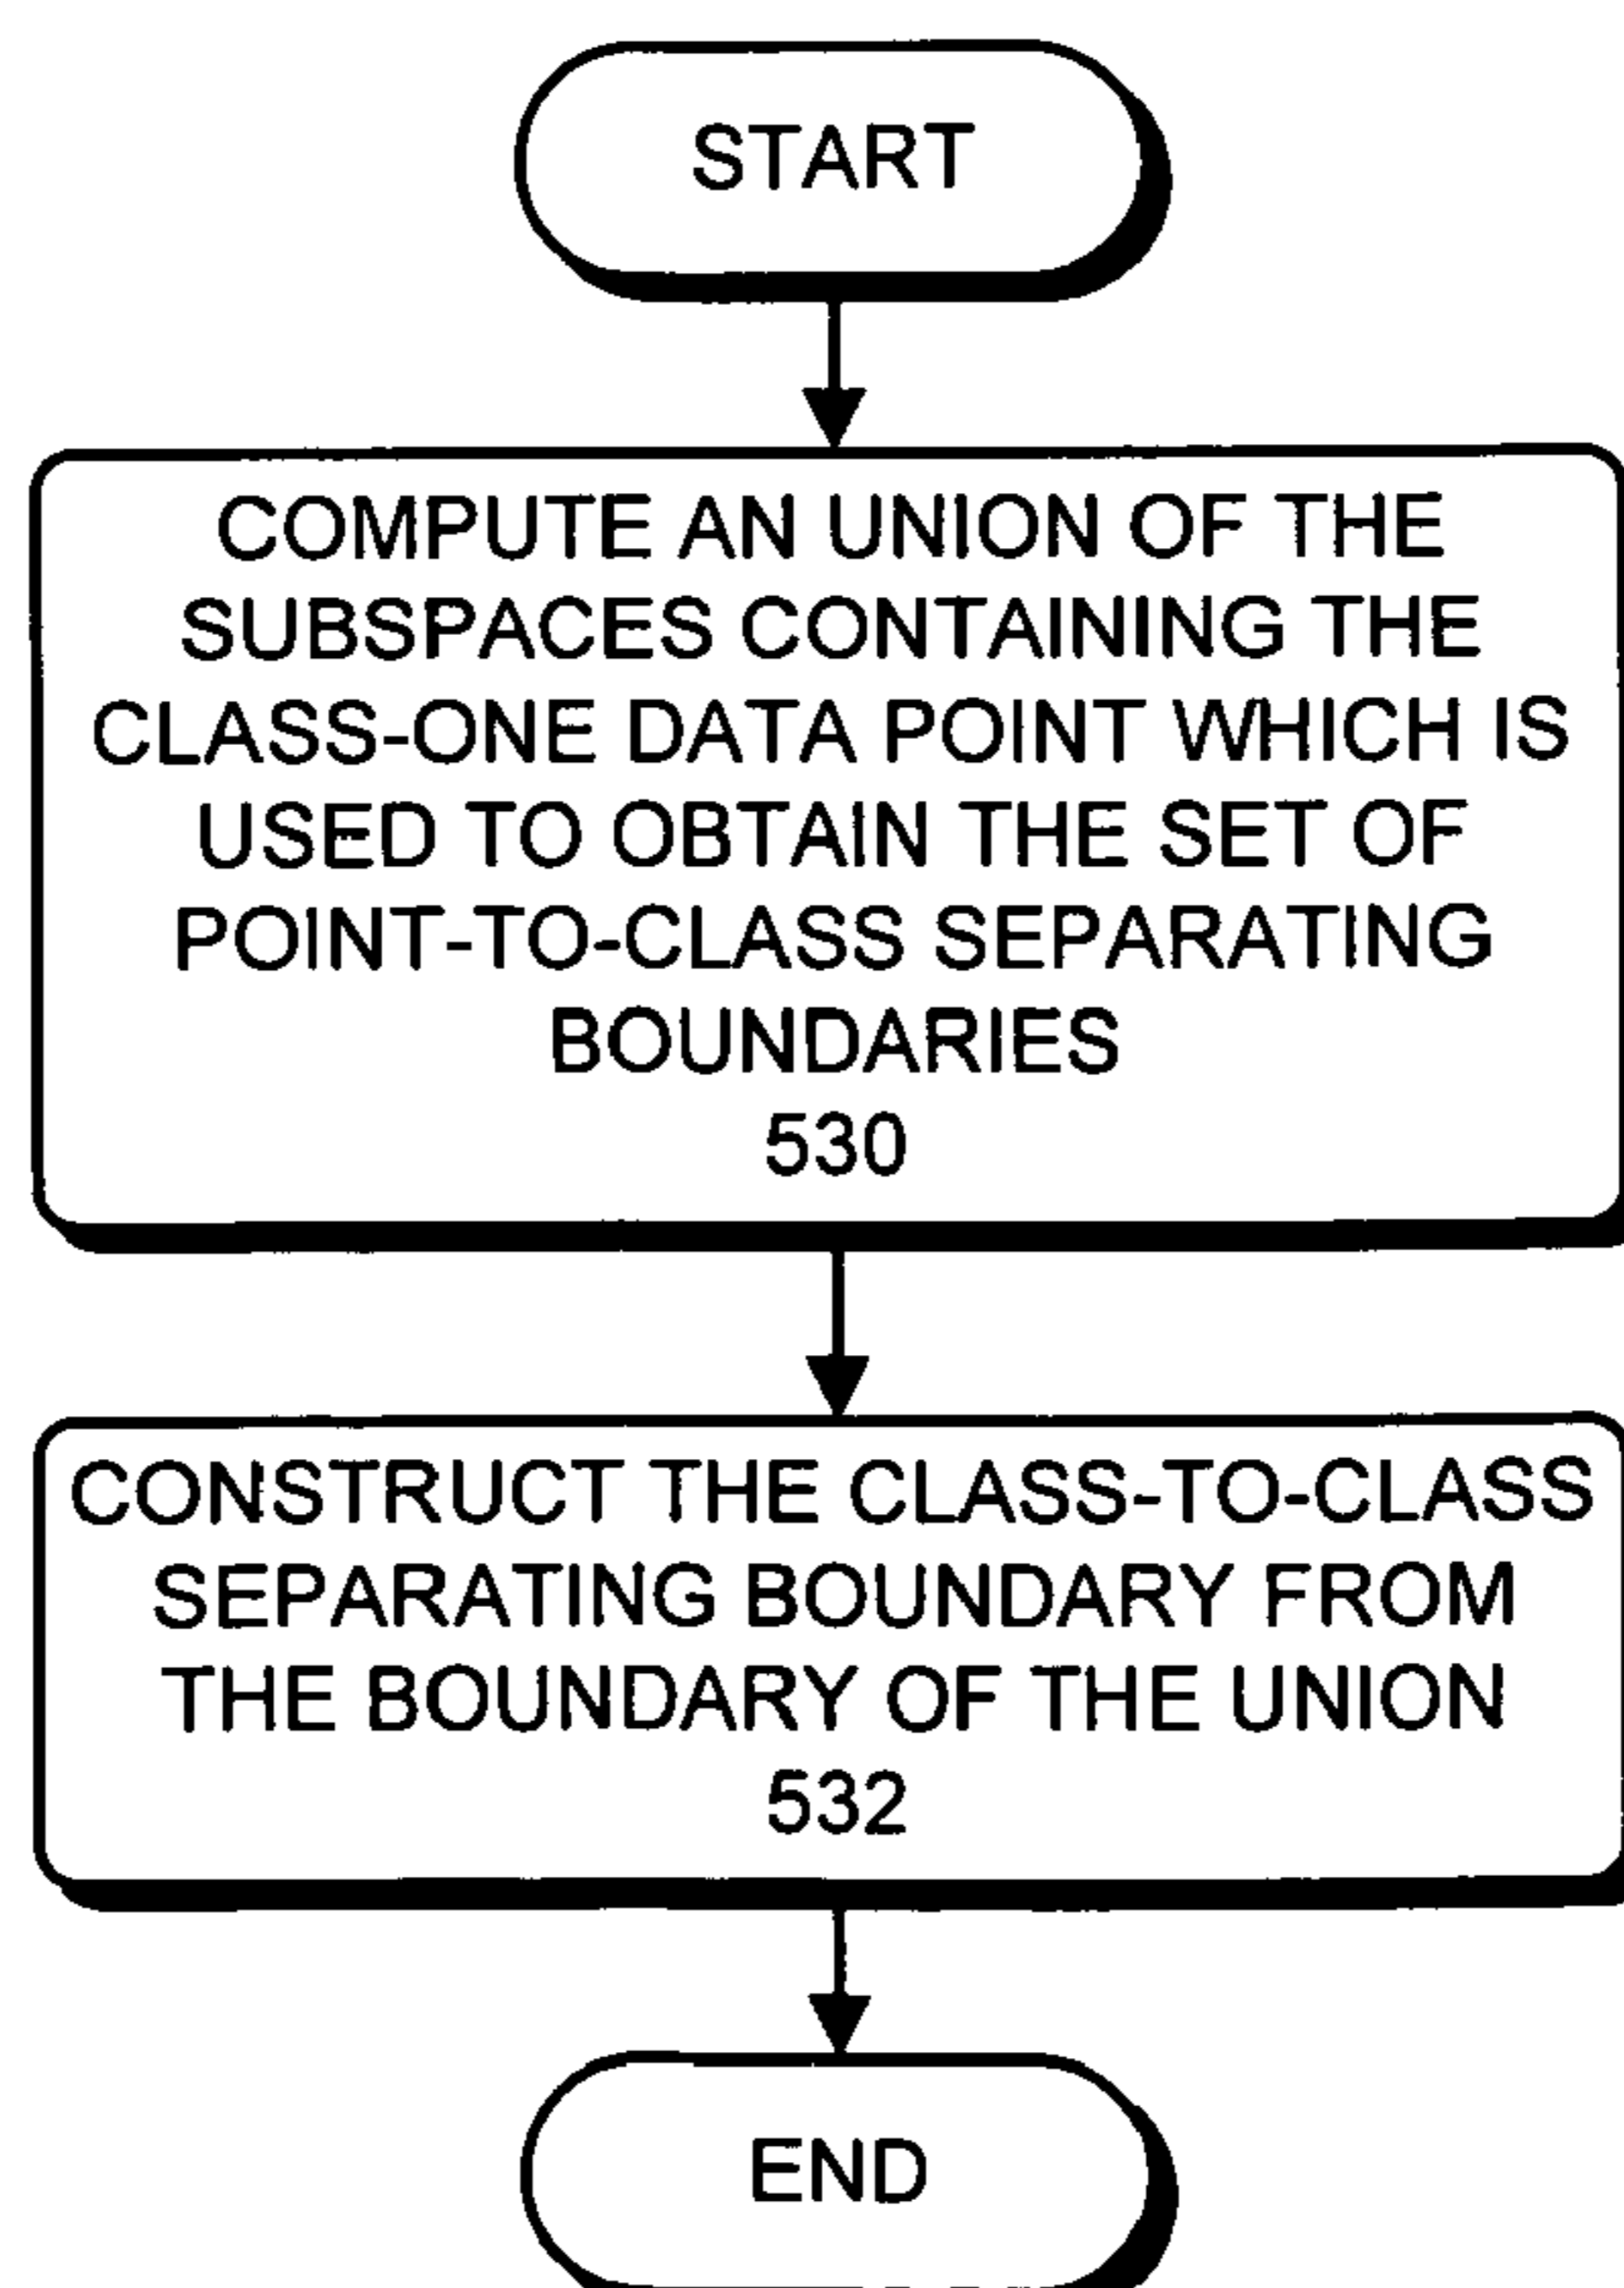 START
COMPUTE AN UNION OF THE
SUBSPACES CONTAINING THE
CLASS-ONE DATA POINT WHICH IS
USED TO OBTAIN THE SET OF
POINT-TO-CLASS SEPARATING
BOUNDARIES
530
CONSTRUCT THE CLASS-TO-CLASS
SEPARATING BOUNDARY FROM
THE BOUNDARY OF THE UNION
532
END